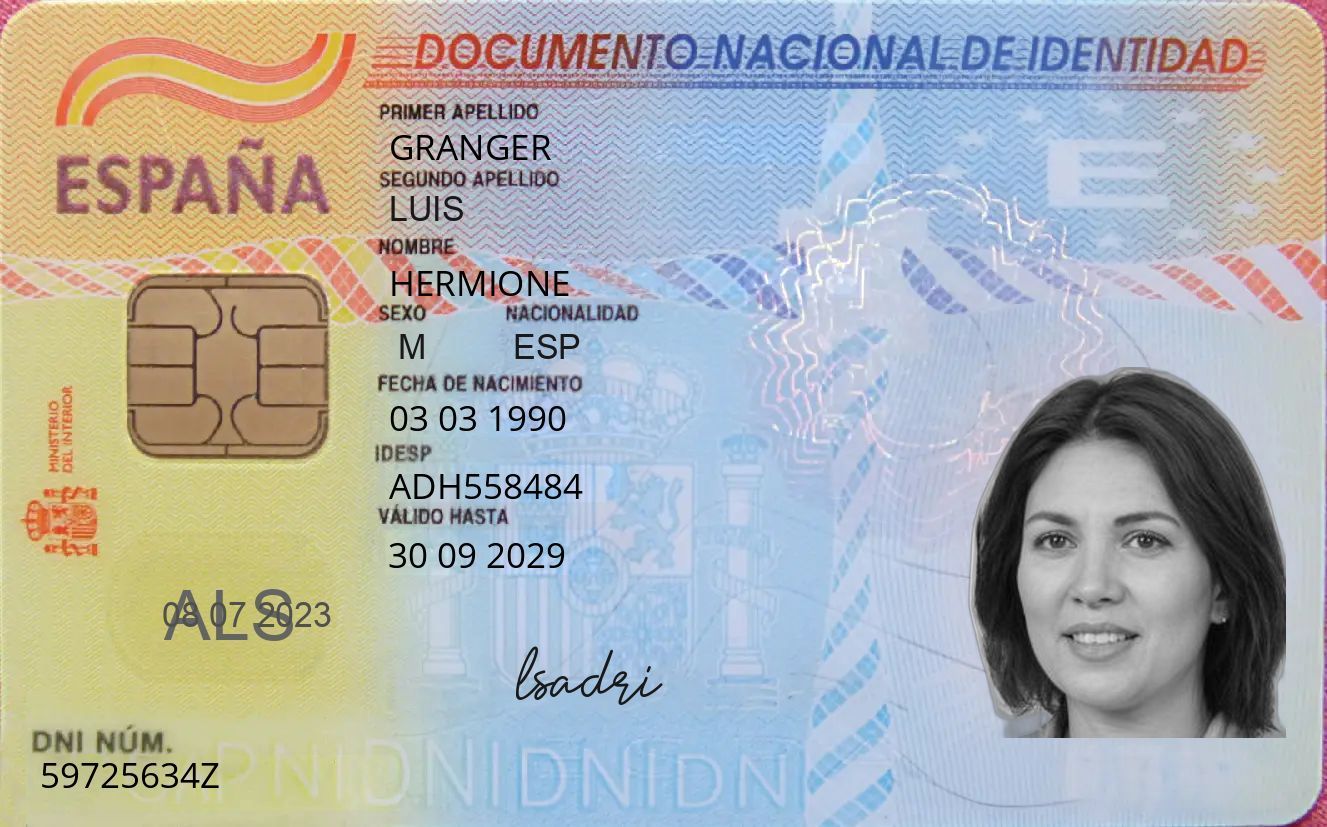 DOCUMENTO NACIONAL DE IDENTIDAD
ESPAÑA
PRIMER APELLIDO
GRANGER
SEGUNDO APELLIDO
LUIS
NOMBRE
HERMIONE
SEXO NACIONALIDAD
M ESP
FECHA DE NACIMIENTO
03 03 1990
IDESP
ADH558484
VÁLIDO HASTA
30 09 2029
MINISTERIO
DEL INTERIOR
E
ALS
08 07 2023
lsadri
DNI NÚM.
59725634Z
DNIDNIDNIDN